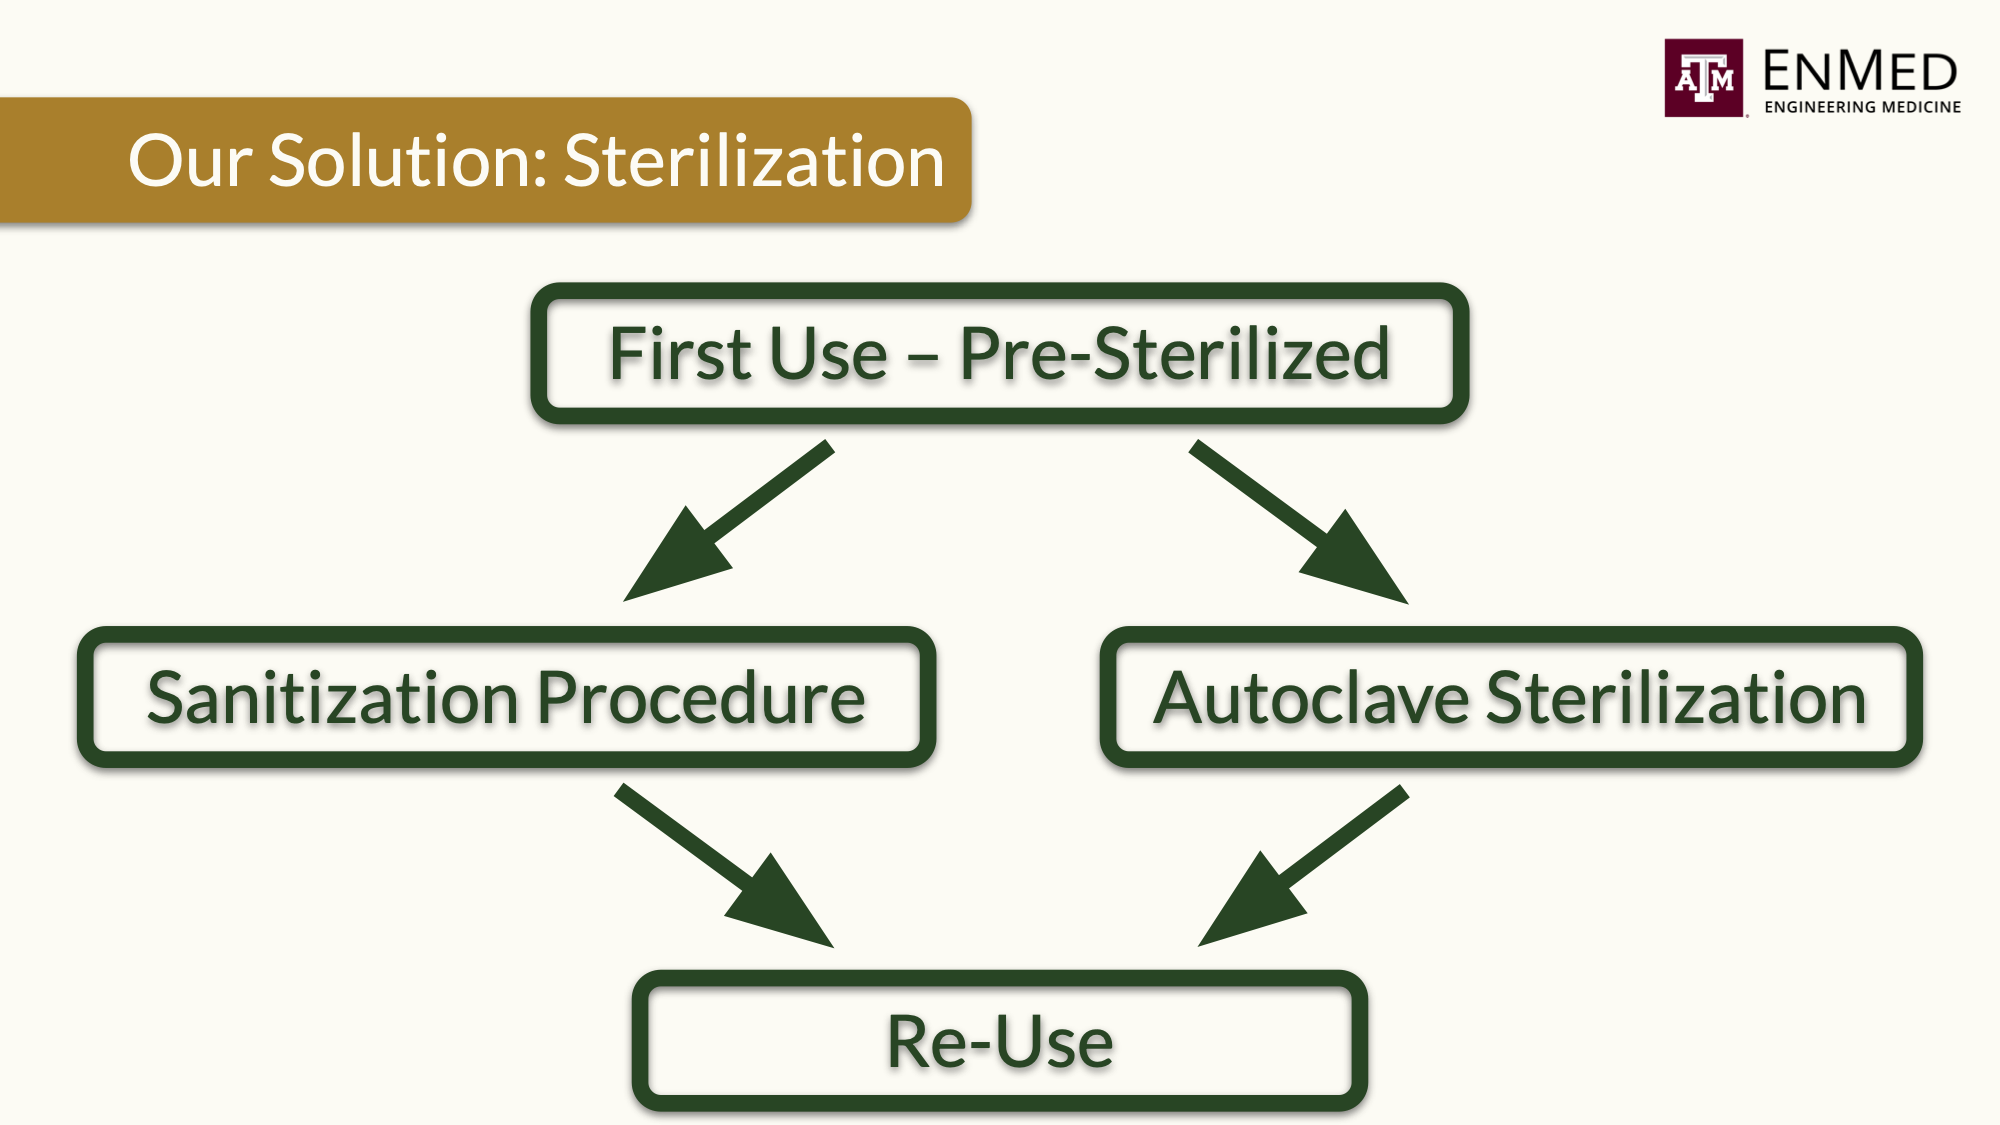 ATM ENMED
ENGINEERING MEDICINE
Our Solution: Sterilization
First Use – Pre-Sterilized
Sanitization Procedure
Autoclave Sterilization
Re-Use